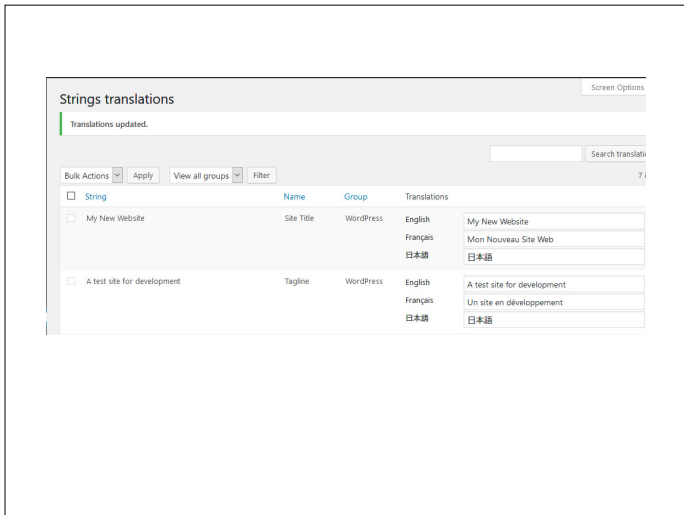 Screen Options
Strings translations
Translations updated.
Search translatio
Bulk Actions Apply View all groups Filter 7 i
String Name Group Translations
My New Website Site Title WordPress English My New Website
Français Mon Nouveau Site Web
日本語 日本語
A test site for development Tagline WordPress English A test site for development
Français Un site en développement
日本語 日本語